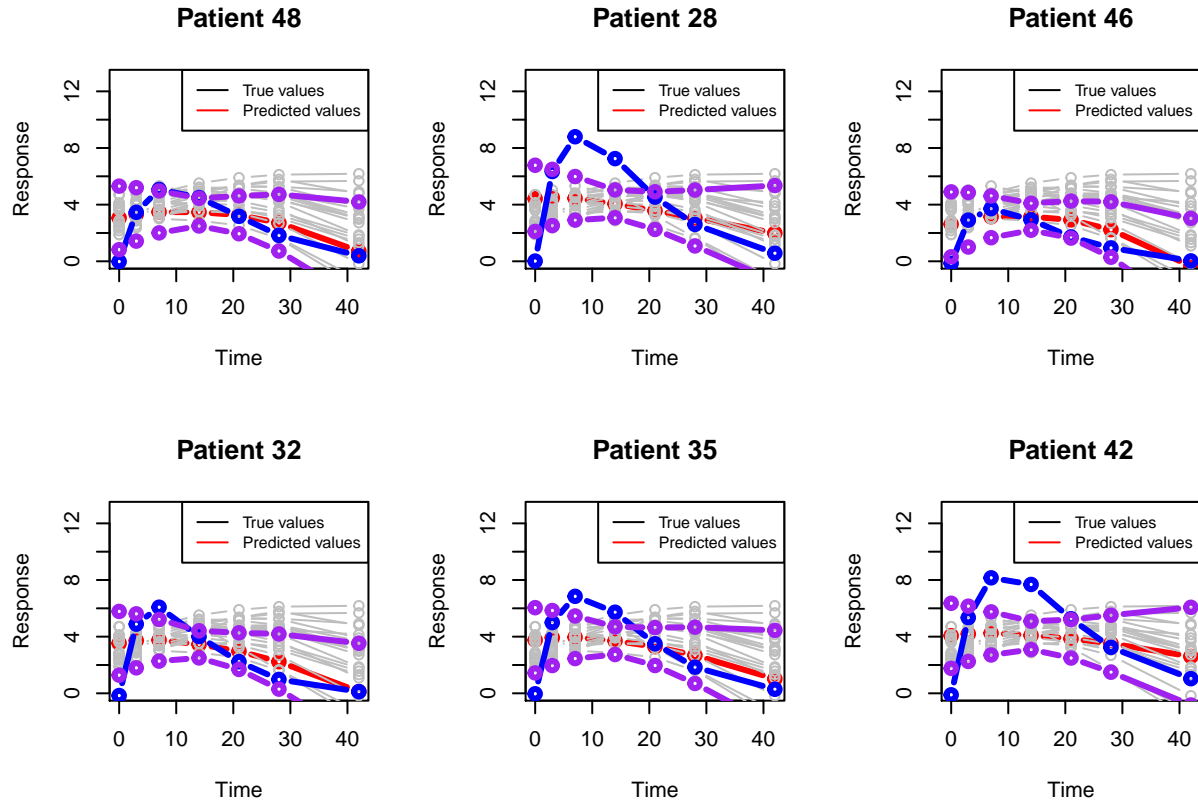 Patient 48
Patient 28
Patient 46
Response
0
4
8
12
True values
Predicted values
0 10 20 30 40
Time
Response
0
4
8
12
True values
Predicted values
0 10 20 30 40
Time
Response
0
4
8
12
True values
Predicted values
0 10 20 30 40
Time
Patient 32
Patient 35
Patient 42
Response
0
4
8
12
True values
Predicted values
0 10 20 30 40
Time
Response
0
4
8
12
True values
Predicted values
0 10 20 30 40
Time
Response
0
4
8
12
True values
Predicted values
0 10 20 30 40
Time